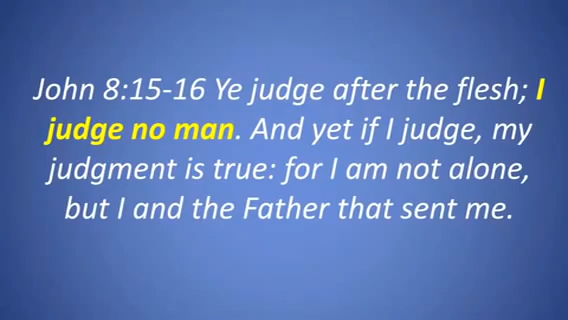 John 8:15-16 Ye judge after the flesh; I
judge no man. And yet if I judge, my
judgment is true: for I am not alone,
but I and the Father that sent me.